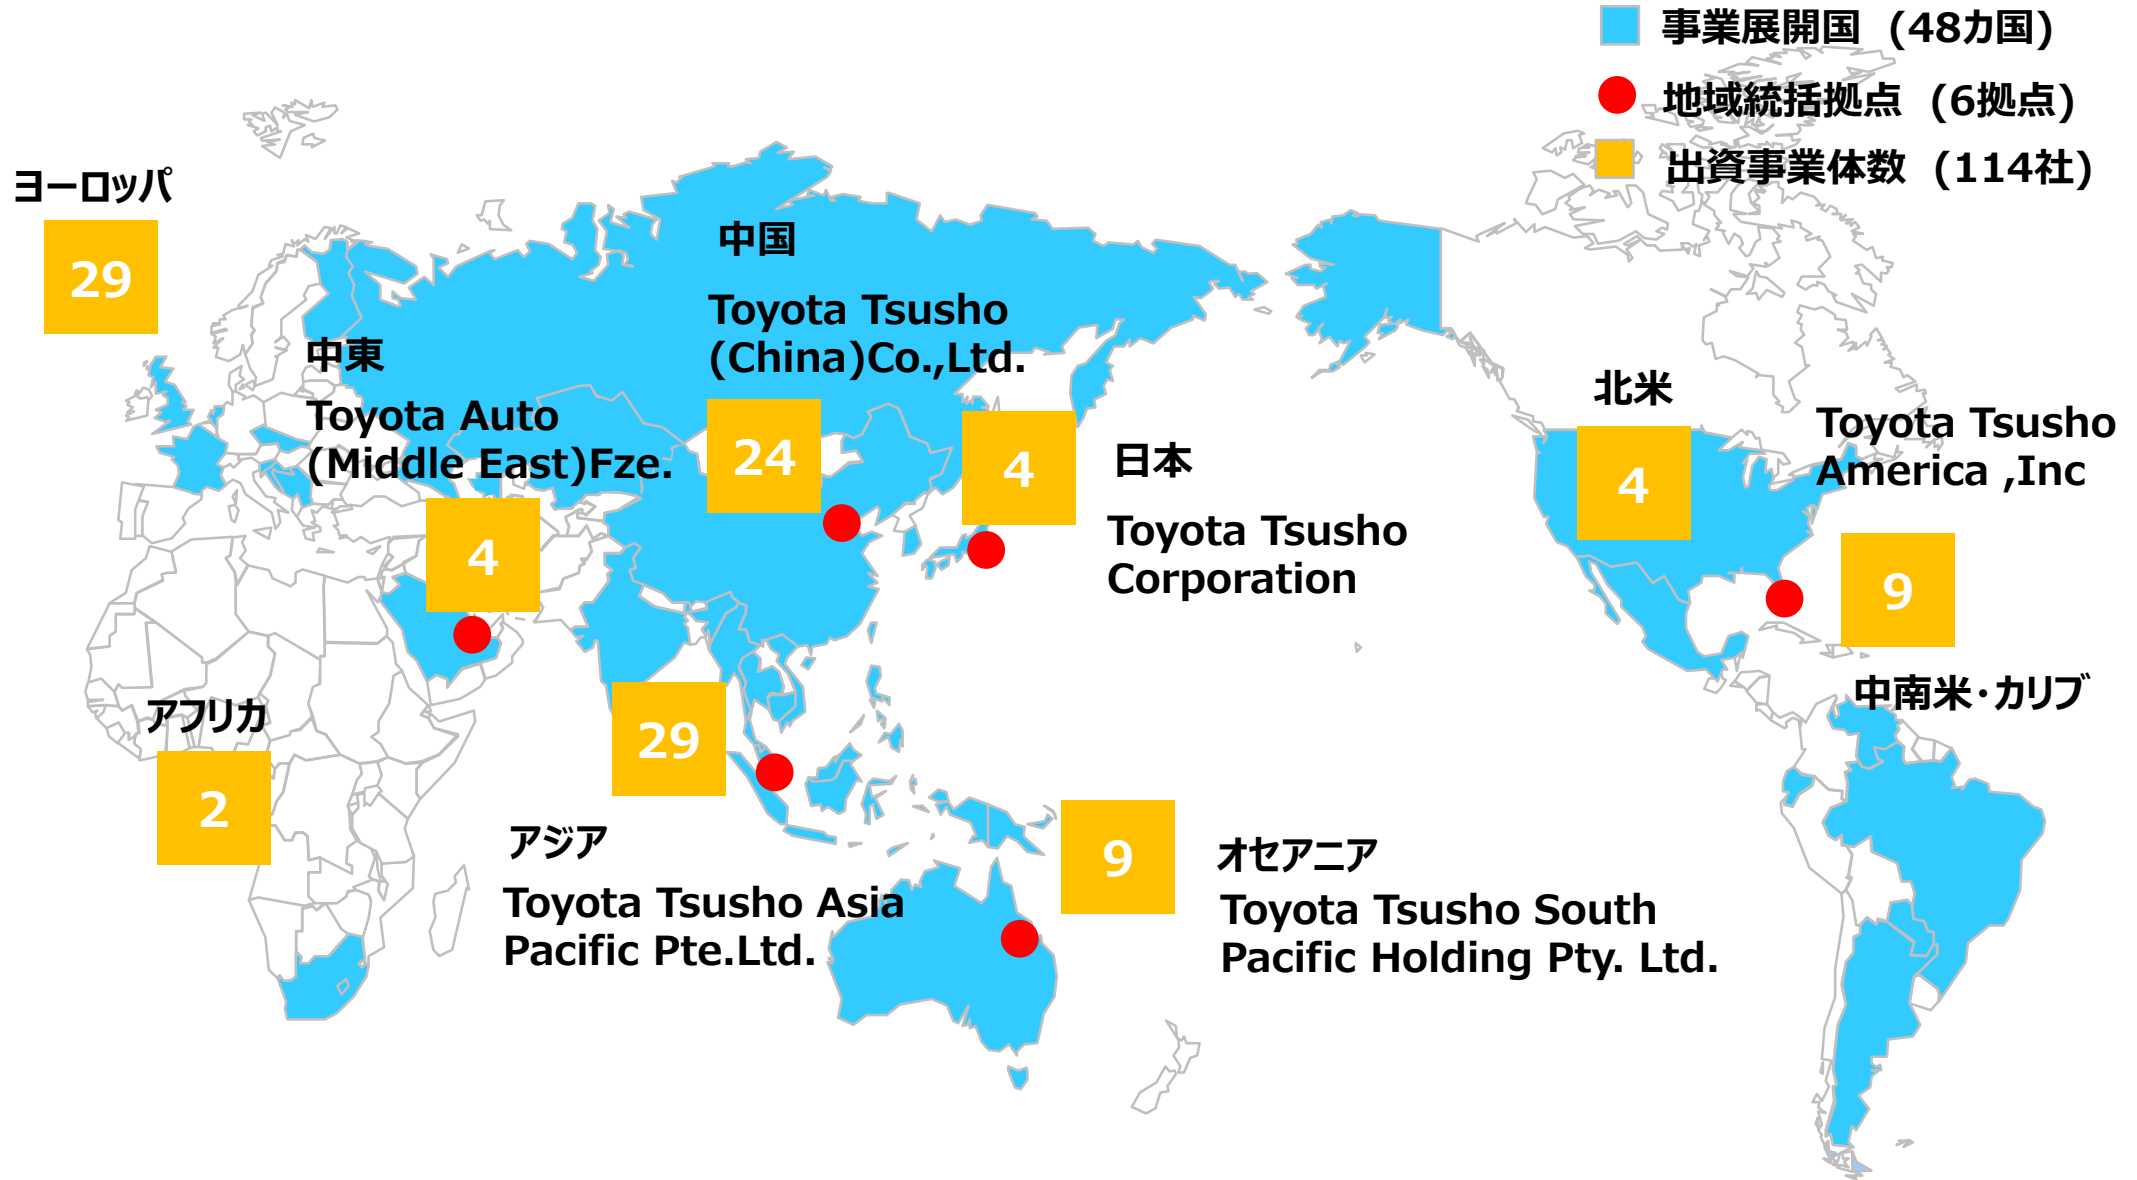 事業展開国 (48カ国)
地域統括拠点 (6拠点)
出資事業体数 (114社)
ヨーロッパ
29
中東
Toyota Auto
(Middle East)Fze.
4
中国
Toyota Tsusho
(China)Co.,Ltd.
24
4
日本
Toyota Tsusho
Corporation
北米
4
Toyota Tsusho
America ,Inc
9
中南米・カリブ
アフリカ
2
29
アジア
Toyota Tsusho Asia
Pacific Pte.Ltd.
9
オセアニア
Toyota Tsusho South
Pacific Holding Pty. Ltd.